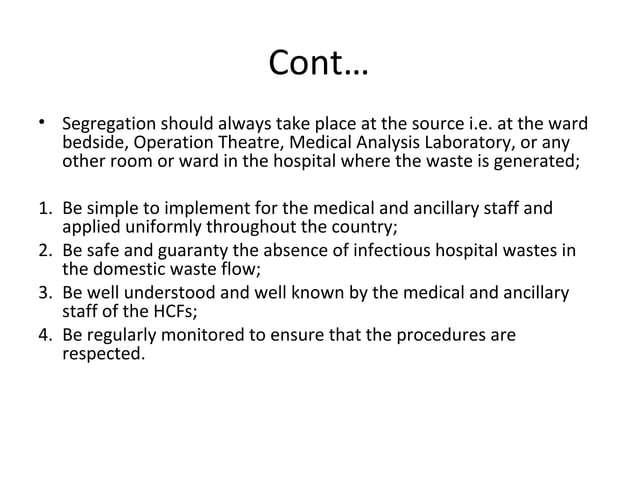 Cont…
• Segregation should always take place at the source i.e. at the ward
bedside, Operation Theatre, Medical Analysis Laboratory, or any
other room or ward in the hospital where the waste is generated;
1. Be simple to implement for the medical and ancillary staff and
applied uniformly throughout the country;
2. Be safe and guaranty the absence of infectious hospital wastes in
the domestic waste flow;
3. Be well understood and well known by the medical and ancillary
staff of the HCFs;
4. Be regularly monitored to ensure that the procedures are
respected.